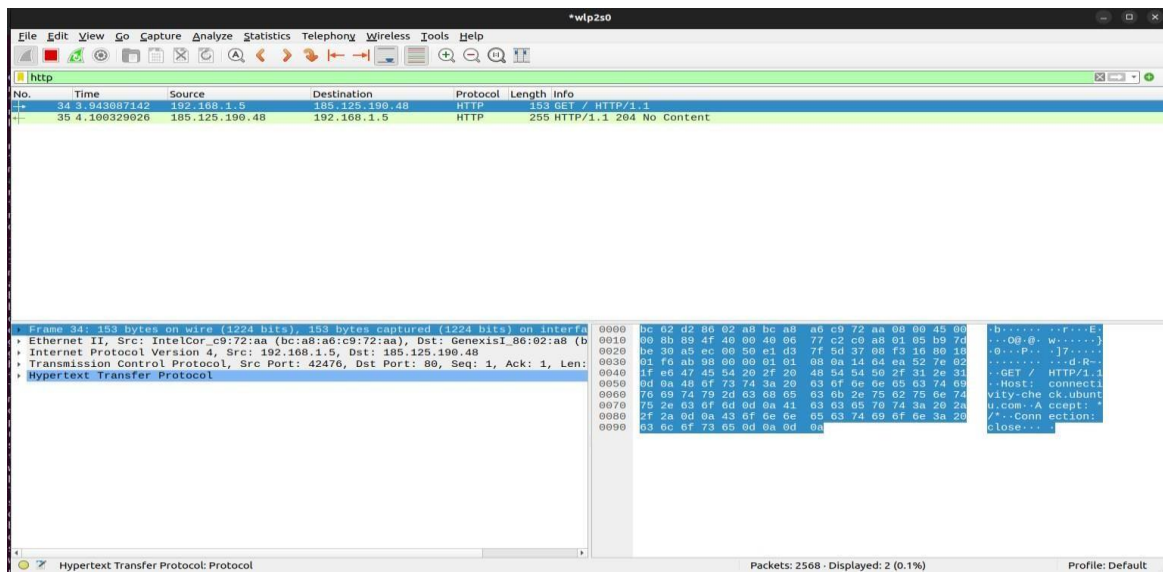 *wlp2s0
File Edit View Go Capture Analyze Statistics Telephony Wireless Tools Help
http
No. Time Source Destination Protocol Length Info
34 3.943087142 192.168.1.5 185.125.190.48 HTTP 153 GET / HTTP/1.1
35 4.100329026 185.125.190.48 192.168.1.5 HTTP 255 HTTP/1.1 204 No Content
Frame 34: 153 bytes on wire (1224 bits), 153 bytes captured (1224 bits) on interfa
Ethernet II, Src: IntelCor_c9:72:aa (bc:a8:a6:c9:72:aa), Dst: GenexisI_86:02:a8 (b
Internet Protocol Version 4, Src: 192.168.1.5, Dst: 185.125.190.48
Transmission Control Protocol, Src Port: 42476, Dst Port: 80, Seq: 1, Ack: 1, Len:
Hypertext Transfer Protocol
0000 bc 62 d2 86 02 a8 bc a8 a6 c9 72 aa 08 00 45 00 ·b······ ··r···E·
0010 00 8b 89 4f 40 00 40 06 77 c2 c0 a8 01 05 b9 7d ···O@·@· w······}
0020 be 30 a5 ec 00 50 e1 d3 7f 5d 37 08 f3 16 80 18 ·0···P·· ·]7·····
0030 01 f6 ab 98 00 00 01 01 08 0a 14 64 ea 52 7e 02 ········ ···d·R~·
0040 1f e6 47 45 54 20 2f 20 48 54 54 50 2f 31 2e 31 ··GET / HTTP/1.1
0050 0d 0a 48 6f 73 74 3a 20 63 6f 6e 6e 65 63 74 69 ··Host: connecti
0060 76 69 74 79 2d 63 68 65 63 6b 2e 75 62 75 6e 74 vity-che ck.ubunt
0070 75 2e 63 6f 6d 0d 0a 41 63 63 65 70 74 3a 20 2a u.com··A ccept: *
0080 2f 2a 0d 0a 43 6f 6e 6e 65 63 74 69 6f 6e 3a 20 /*··Conn ection:
0090 63 6c 6f 73 65 0d 0a 0d 0a close··· ·
Hypertext Transfer Protocol: Protocol Packets: 2568 · Displayed: 2 (0.1%) Profile: Default